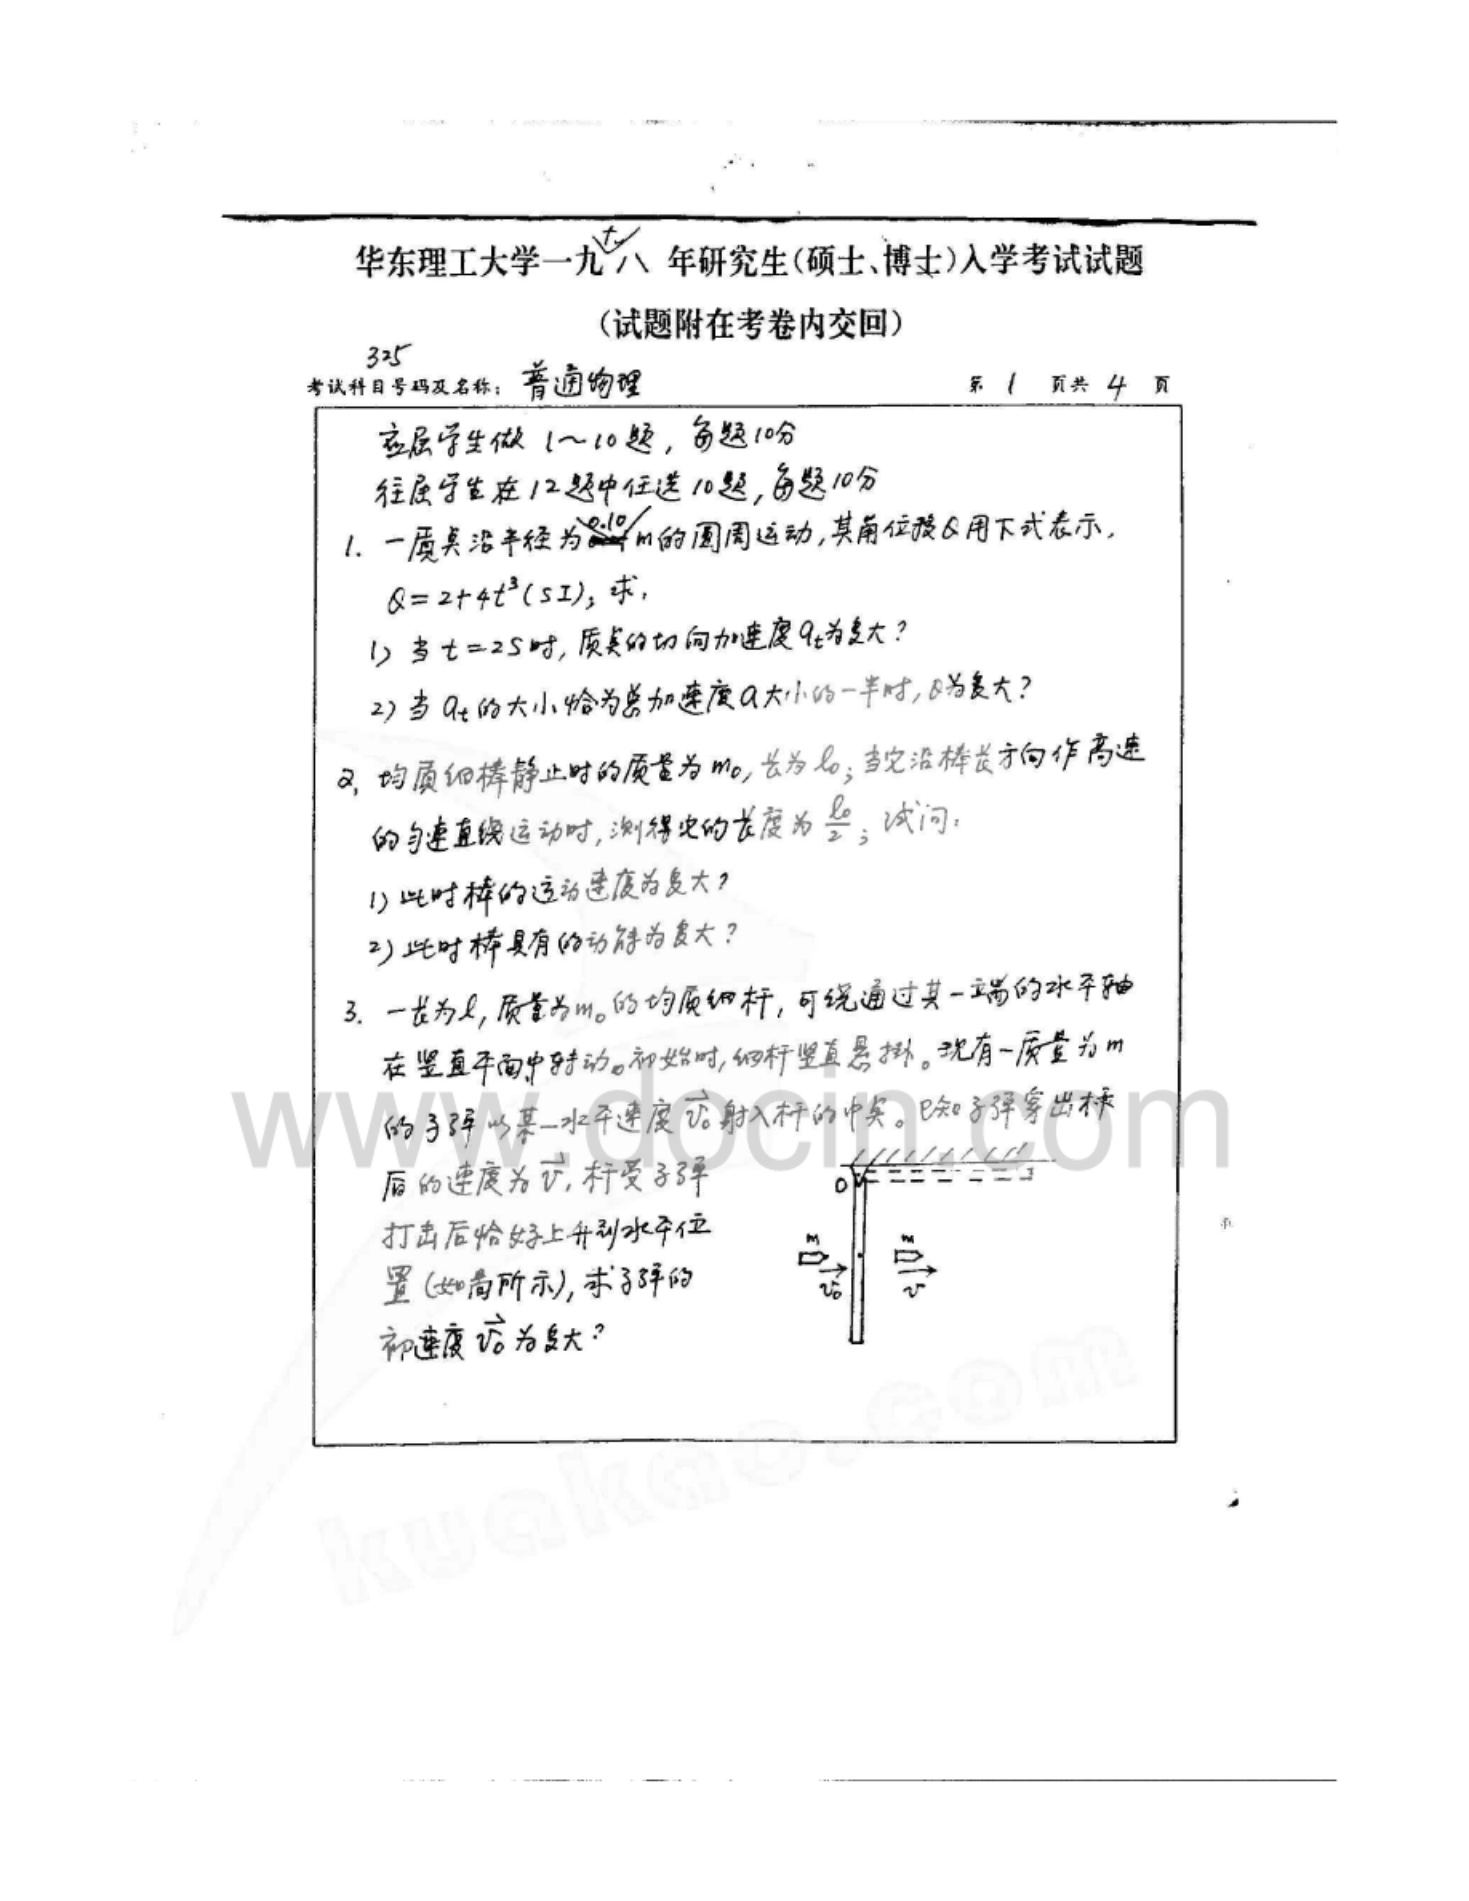 华东理工大学一九 八 年研究生(硕士、博士)入学考试试题
(试题附在考卷内交回)
325
考试科目号码及名称: 普通物理 第 1 页共 4 页
应届学生做 1～10题, 每题10分
往届学生在12题中任选10题, 每题10分
1. 一质点沿半径为0.10m的圆周运动,其角位移θ用下式表示,
θ=2+4t³(SI); 求,
1) 当t=2S时, 质点的切向加速度at为多大?
2) 当at的大小恰为总加速度a大小的一半时, θ为多大?
2, 均质细棒静止时的质量为m₀, 长为l₀; 当它沿棒长方向作高速
的匀速直线运动时, 测得它的长度为l₀/2; 试问:
1) 此时棒的运动速度为多大?
2) 此时棒具有的动能为多大?
3. 一长为l, 质量为m₀的均质细杆, 可绕通过其一端的水平轴
在竖直平面中转动。初始时, 细杆竖直悬掛。现有一质量为m
的子弹以某一水平速度v₀射入杆的中央。已知子弹穿出杆
后的速度为v, 杆受子弹
打击后恰好上升到水平位
置(如图所示), 求子弹的
初速度v₀为多大?
O
m
v₀
m
v
www.docin.com
kuakao.com